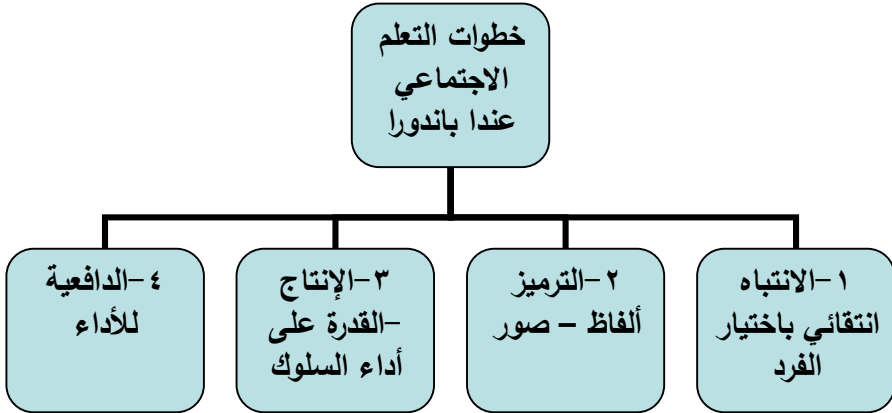 خطوات التعلم
الاجتماعي
عندا باندورا
١-الانتباه
انتقائي باختيار
الفرد
٢-الترميز
ألفاظ – صور
٣-الإنتاج
-القدرة على
أداء السلوك
٤-الدافعية
للأداء